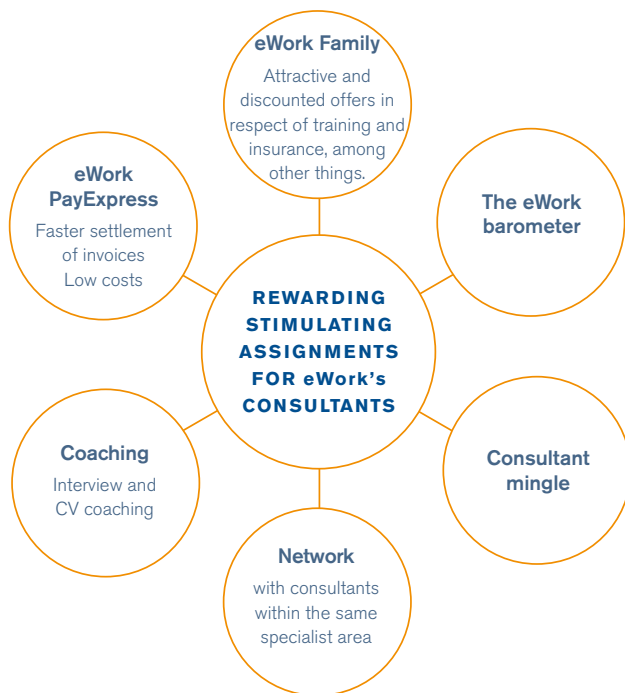 eWork Family
Attractive and
discounted offers in
respect of training and
insurance, among
other things.
eWork
PayExpress
Faster settlement
of invoices
Low costs
The eWork
barometer
REWARDING
STIMULATING
ASSIGNMENTS
FOR eWork's
CONSULTANTS
Coaching
Interview and
CV coaching
Consultant
mingle
Network
with consultants
within the same
specialist area